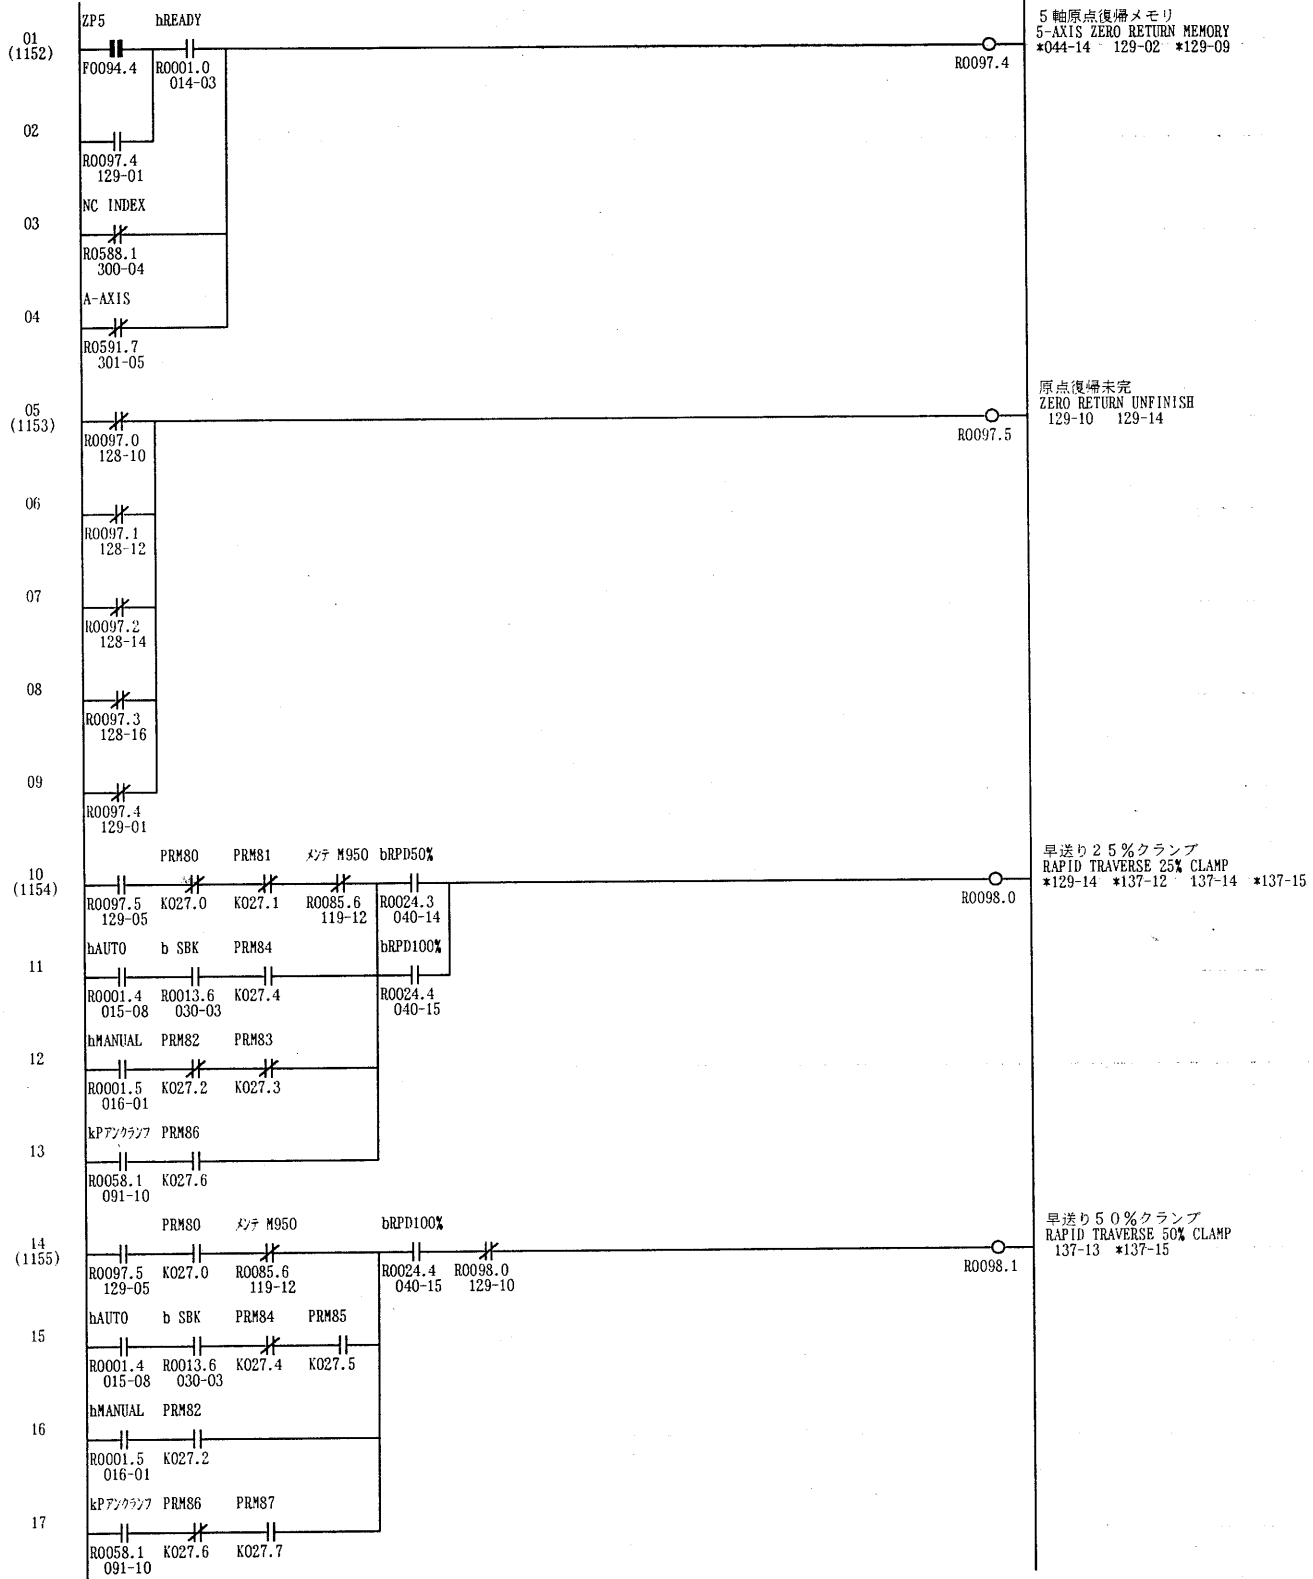 ZP5 hREADY
01
(1152)
F0094.4 R0001.0
014-03
R0097.4
5軸原点復帰メモリ
5-AXIS ZERO RETURN MEMORY
*044-14 129-02 *129-09
02
R0097.4
129-01
NC INDEX
03
R0588.1
300-04
A-AXIS
04
R0591.7
301-05
05
(1153)
R0097.0
128-10
R0097.5
原点復帰未完
ZERO RETURN UNFINISH
129-10 129-14
06
R0097.1
128-12
07
R0097.2
128-14
08
R0097.3
128-16
09
R0097.4
129-01
PRM80 PRM81 メンテ M950 bRPD50%
10
(1154)
R0097.5 K027.0 K027.1 R0085.6 R0024.3
129-05 119-12 040-14
R0098.0
早送り25%クランプ
RAPID TRAVERSE 25% CLAMP
*129-14 *137-12 137-14 *137-15
hAUTO b SBK PRM84 bRPD100%
11
R0001.4 R0013.6 K027.4 R0024.4
015-08 030-03 040-15
hMANUAL PRM82 PRM83
12
R0001.5 K027.2 K027.3
016-01
kPアンクランプ PRM86
13
R0058.1 K027.6
091-10
PRM80 メンテ M950 bRPD100%
14
(1155)
R0097.5 K027.0 R0085.6 R0024.4 R0098.0
129-05 119-12 040-15 129-10
R0098.1
早送り50%クランプ
RAPID TRAVERSE 50% CLAMP
137-13 *137-15
hAUTO b SBK PRM84 PRM85
15
R0001.4 R0013.6 K027.4 K027.5
015-08 030-03
hMANUAL PRM82
16
R0001.5 K027.2
016-01
kPアンクランプ PRM86 PRM87
17
R0058.1 K027.6 K027.7
091-10